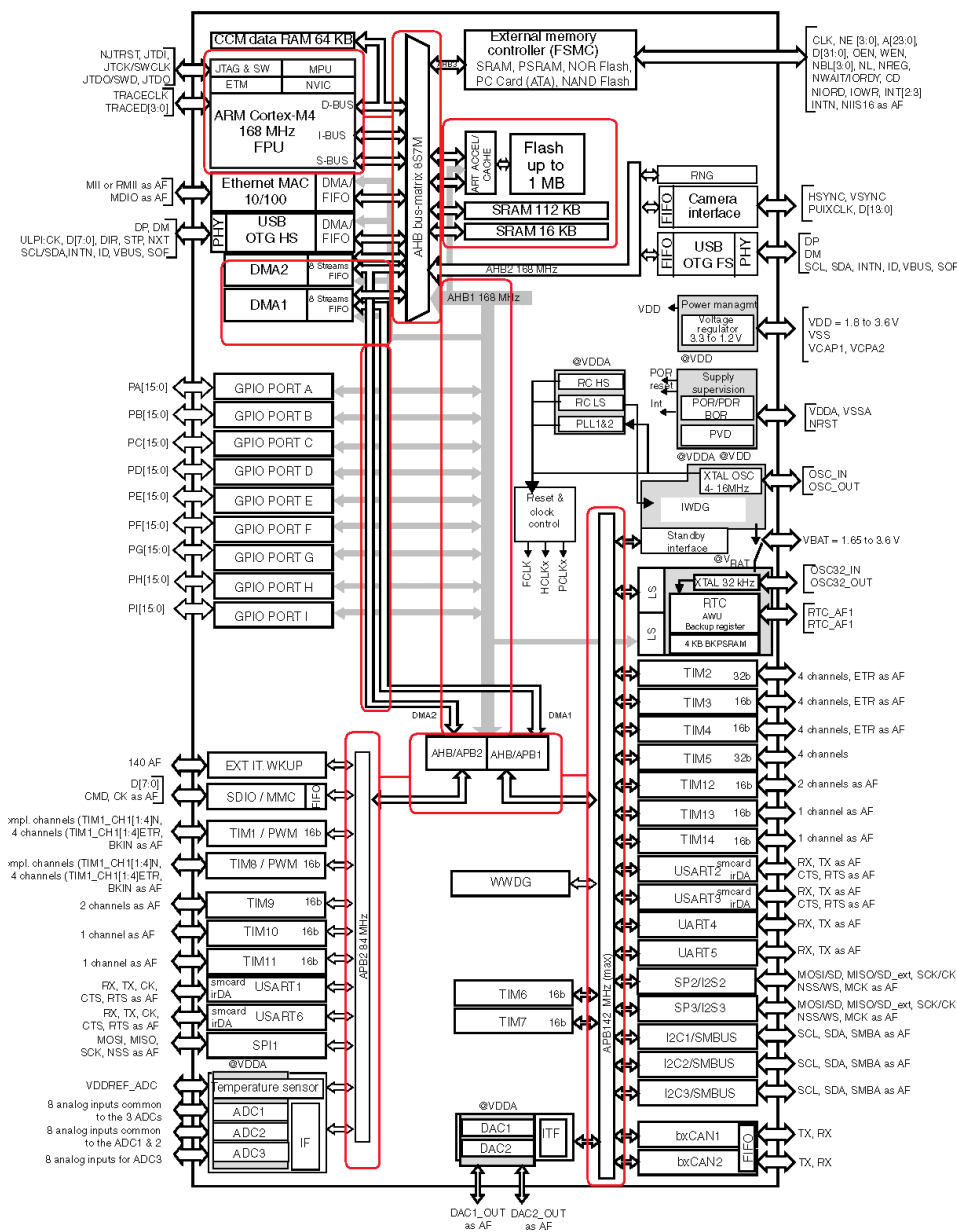 CCM data RAM 64 KB
External memory
controller (FSMC)
SRAM, PSRAM, NOR Flash,
PC Card (ATA), NAND Flash
AHB3
CLK, NE [3:0], A[23:0],
D[31:0], OEN, WEN,
NBL[3:0], NL, NREG,
NWAIT/IORDY, CD
NIORD, IOWR, INT[2:3]
INTN, NIIS16 as AF
NJTRST, JTDI,
JTCK/SWCLK
JTDO/SWD, JTDO
TRACECLK
TRACED[3:0]
JTAG & SW
MPU
ETM
NVIC
D-BUS
ARM Cortex-M4
168 MHz
FPU
I-BUS
S-BUS
AHB bus-matrix 8S7M
ART ACCEL/
CACHE
Flash
up to
1 MB
SRAM 112 KB
SRAM 16 KB
MII or RMII as AF
MDIO as AF
Ethernet MAC
10/100
DMA/
FIFO
DP, DM
ULPI:CK, D[7:0], DIR, STP, NXT
SCL/SDA,INTN, ID, VBUS, SOF
PHY
USB
OTG HS
DMA/
FIFO
DMA2
8 Streams
FIFO
DMA1
8 Streams
FIFO
AHB2 168 MHz
AHB1 168 MHz
RNG
FIFO
Camera
interface
HSYNC, VSYNC
PUIXCLK, D[13:0]
FIFO
USB
OTG FS
PHY
DP
DM
SCL, SDA, INTN, ID, VBUS, SOF
VDD
Power managmt
Voltage
regulator
3.3 to 1.2 V
@VDD
VDD = 1.8 to 3.6 V
VSS
VCAP1, VCPA2
@VDDA
RC HS
RC LS
PLL1&2
POR
reset
Int
Supply
supervision
POR/PDR
BOR
PVD
VDDA, VSSA
NRST
@VDDA
@VDD
XTAL OSC
4- 16MHz
OSC_IN
OSC_OUT
IWDG
Reset &
clock
control
FCLK
HCLKx
PCLKx
Standby
interface
@VBAT
VBAT = 1.65 to 3.6 V
LS
LS
XTAL 32 kHz
OSC32_IN
OSC32_OUT
RTC
AWU
Backup register
4 KB BKPSRAM
RTC_AF1
RTC_AF1
PA[15:0]
GPIO PORT A
PB[15:0]
GPIO PORT B
PC[15:0]
GPIO PORT C
PD[15:0]
GPIO PORT D
PE[15:0]
GPIO PORT E
PF[15:0]
GPIO PORT F
PG[15:0]
GPIO PORT G
PH[15:0]
GPIO PORT H
PI[15:0]
GPIO PORT I
DMA2
DMA1
AHB/APB2
AHB/APB1
140 AF
EXT IT. WKUP
D[7:0]
CMD, CK as AF
SDIO / MMC
FIFO
ompl. channels (TIM1_CH1[1:4]N,
4 channels (TIM1_CH1[1:4]ETR,
BKIN as AF
TIM1 / PWM
16b
ompl. channels (TIM1_CH1[1:4]N,
4 channels (TIM1_CH1[1:4]ETR,
BKIN as AF
TIM8 / PWM
16b
2 channels as AF
TIM9
16b
1 channel as AF
TIM10
16b
1 channel as AF
TIM11
16b
RX, TX, CK,
CTS, RTS as AF
smcard
irDA
USART1
RX, TX, CK,
CTS, RTS as AF
smcard
irDA
USART6
MOSI, MISO,
SCK, NSS as AF
SPI1
@VDDA
VDDREF_ADC
Temperature sensor
8 analog inputs common
to the 3 ADCs
8 analog inputs common
to the ADC1 & 2
8 analog inputs for ADC3
ADC1
ADC2
ADC3
IF
APB2 84 MHz
WWDG
TIM6
16b
TIM7
16b
@VDDA
DAC1
DAC2
ITF
DAC1_OUT
as AF
DAC2_OUT
as AF
APB142 MHz (max)
TIM2
32b
4 channels, ETR as AF
TIM3
16b
4 channels, ETR as AF
TIM4
16b
4 channels, ETR as AF
TIM5
32b
4 channels
TIM12
16b
2 channels as AF
TIM13
16b
1 channel as AF
TIM14
16b
1 channel as AF
USART2
smcard
irDA
RX, TX as AF
CTS, RTS as AF
USART3
smcard
irDA
RX, TX as AF
CTS, RTS as AF
UART4
RX, TX as AF
UART5
RX, TX as AF
SP2/I2S2
MOSI/SD, MISO/SD_ext, SCK/CK
NSS/WS, MCK as AF
SP3/I2S3
MOSI/SD, MISO/SD_ext, SCK/CK
NSS/WS, MCK as AF
I2C1/SMBUS
SCL, SDA, SMBA as AF
I2C2/SMBUS
SCL, SDA, SMBA as AF
I2C3/SMBUS
SCL, SDA, SMBA as AF
bxCAN1
FIFO
TX, RX
bxCAN2
TX, RX